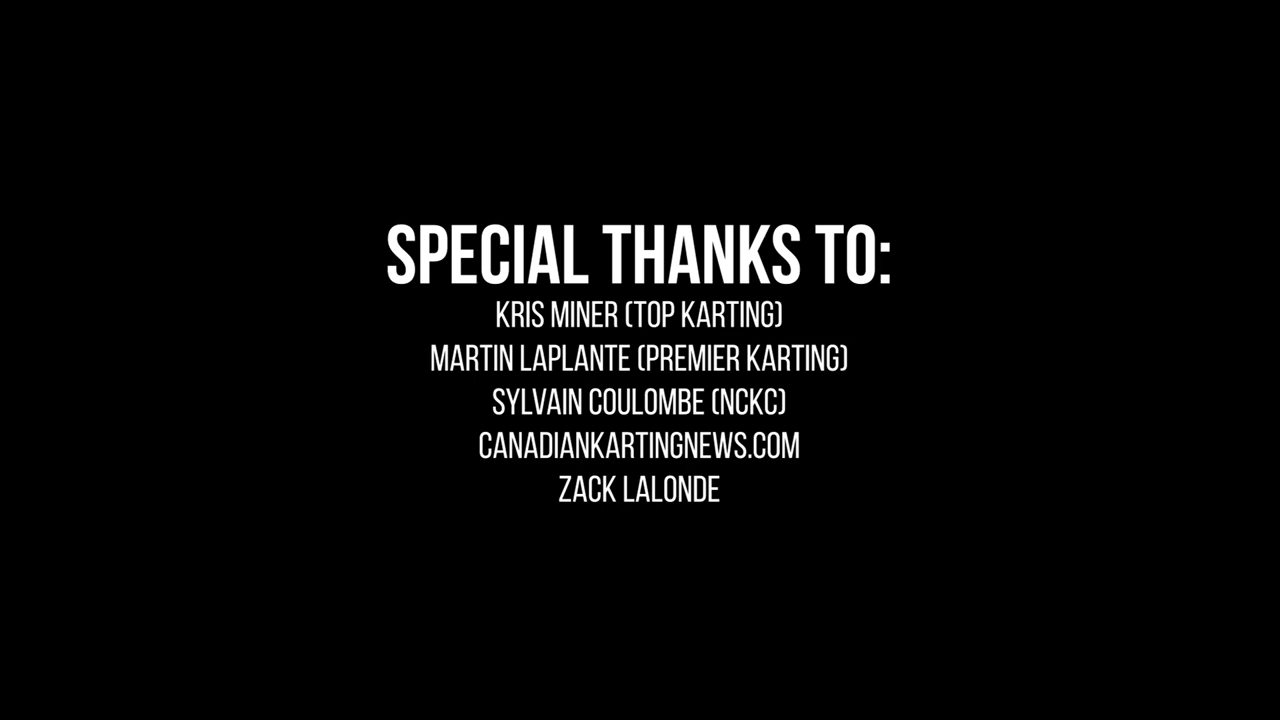 SPECIAL THANKS TO:
KRIS MINER (TOP KARTING)
MARTIN LAPLANTE (PREMIER KARTING)
SYLVAIN COULOMBE (NCKC)
CANADIANKARTINGNEWS.COM
ZACK LALONDE